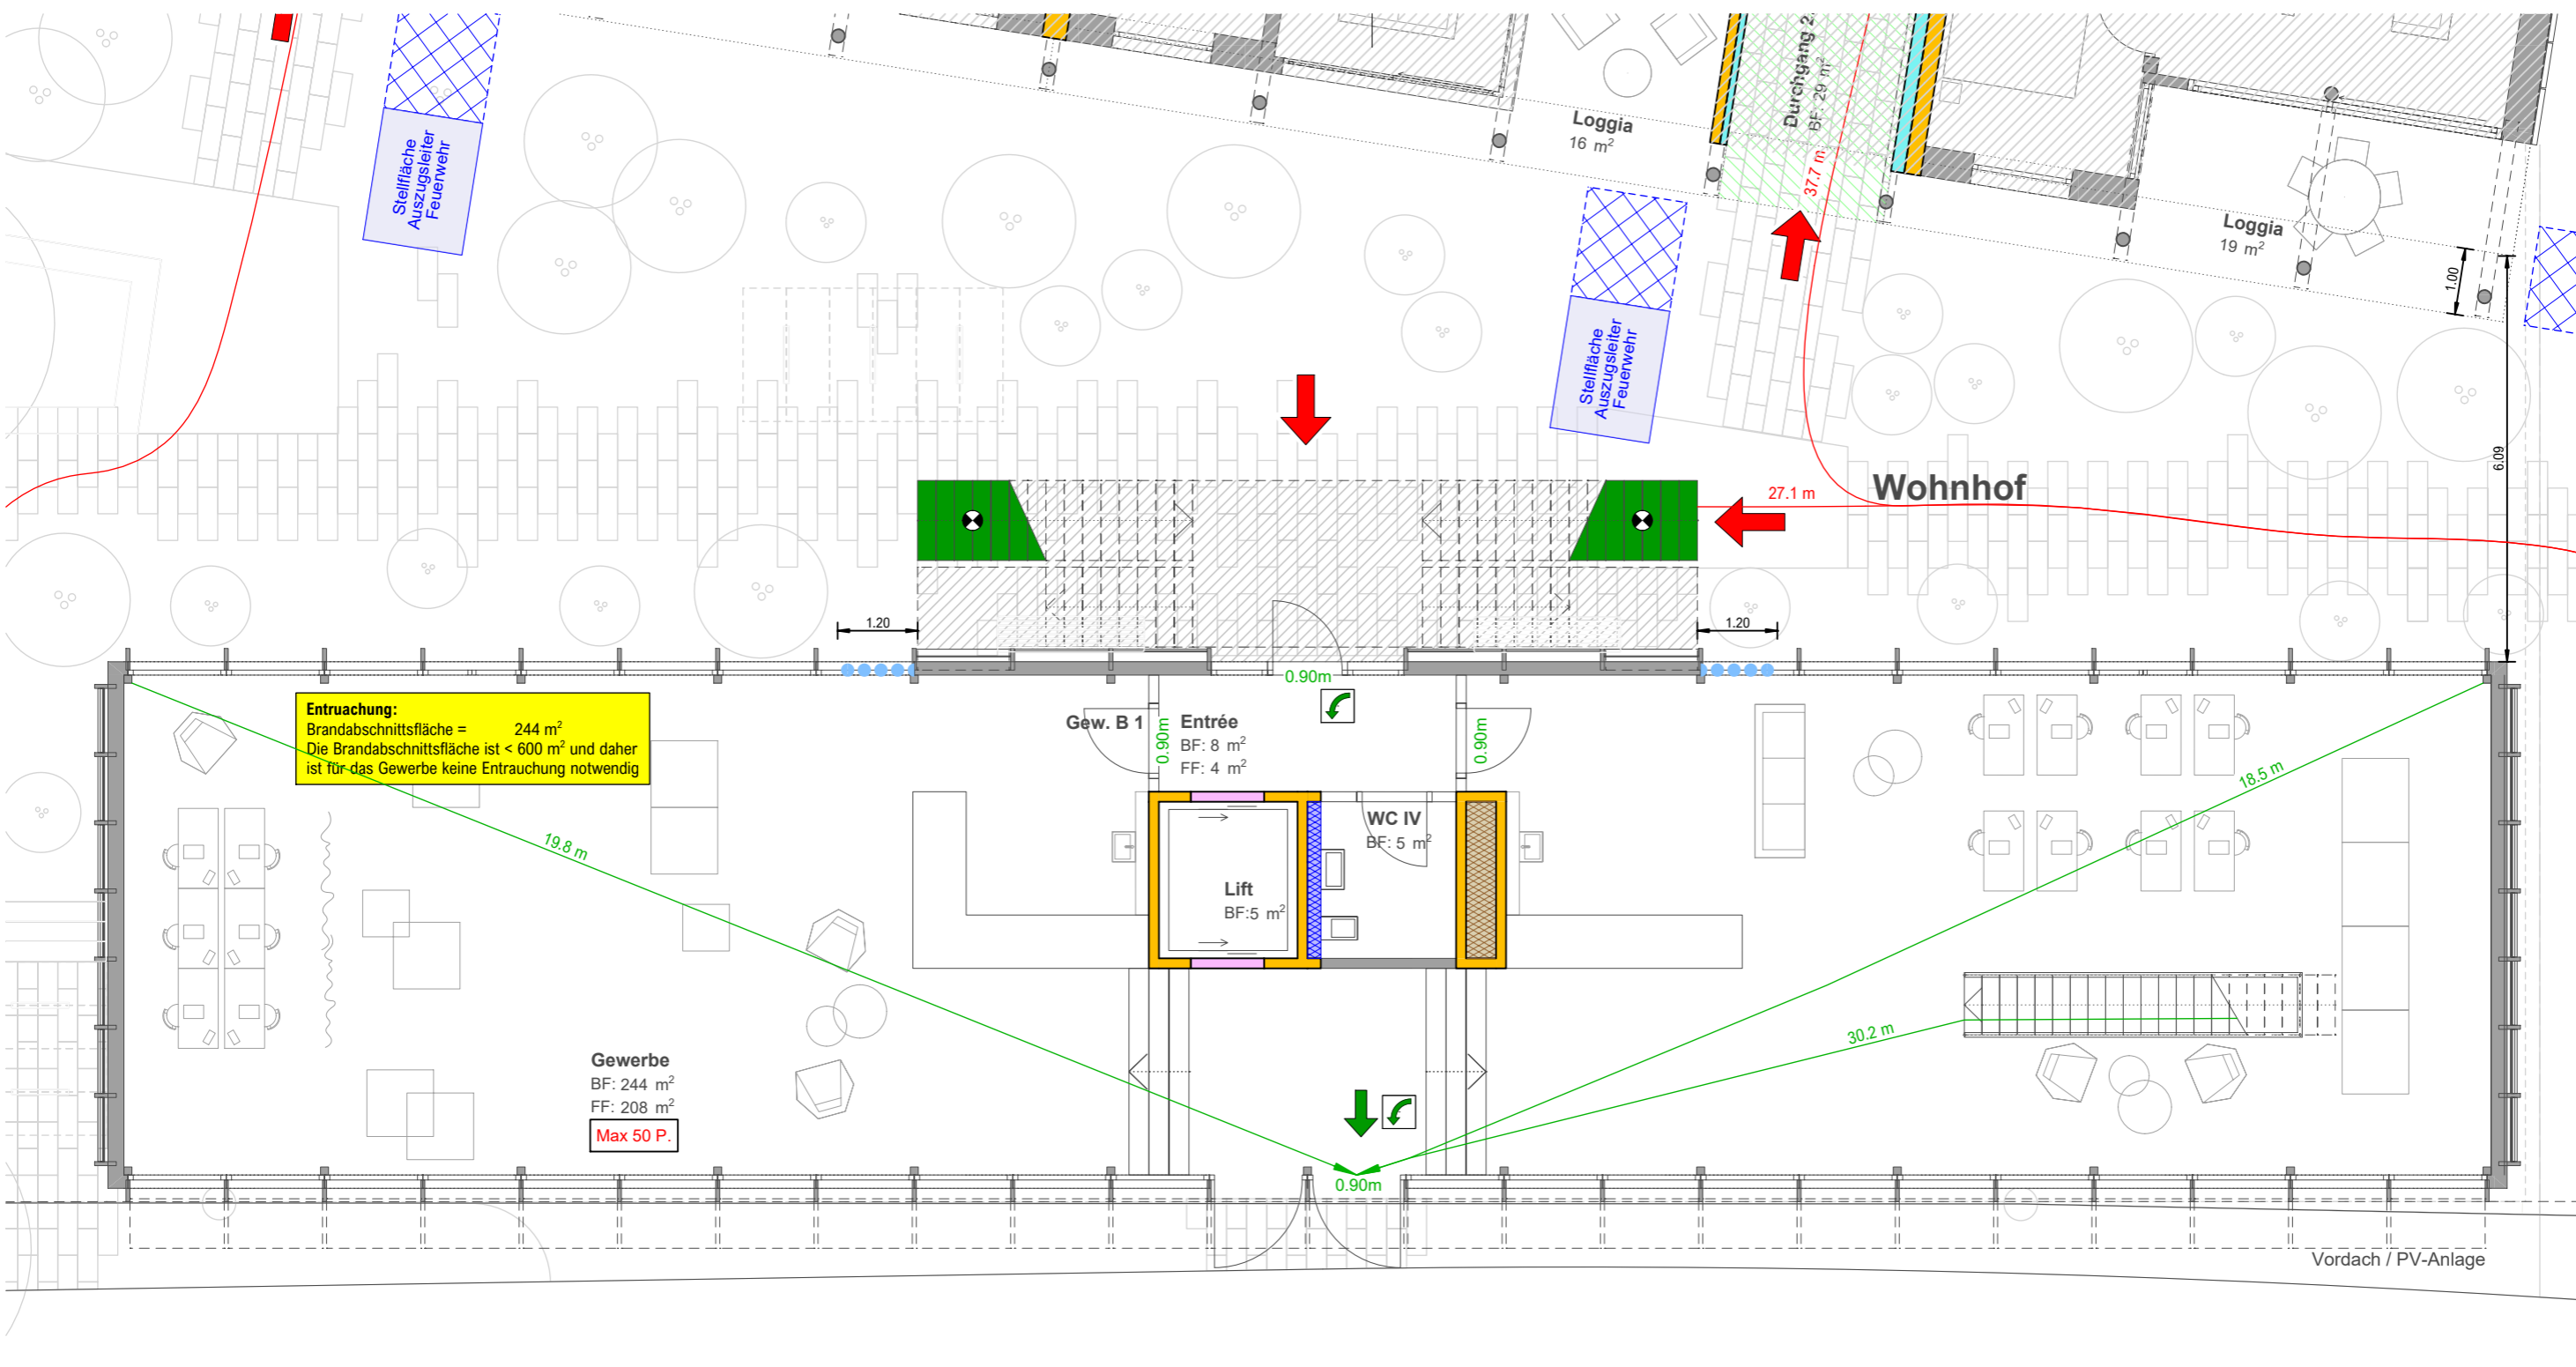 Stellfläche
Auszugsleiter
Feuerwehr
Loggia
16 m²
Durchgang 2.
BF: 29 m²
37.7 m
Loggia
19 m²
1.00
6.09
Stellfläche
Auszugsleiter
Feuerwehr
27.1 m
Wohnhof
1.20
1.20
0.90m
Entruachung:
Brandabschnittsfläche = 244 m²
Die Brandabschnittsfläche ist < 600 m² und daher
ist für das Gewerbe keine Entrauchung notwendig
Gew. B 1
0.90m
Entrée
BF: 8 m²
FF: 4 m²
0.90m
18.5 m
19.8 m
WC IV
BF: 5 m²
Lift
BF:5 m²
30.2 m
Gewerbe
BF: 244 m²
FF: 208 m²
Max 50 P.
0.90m
Vordach / PV-Anlage